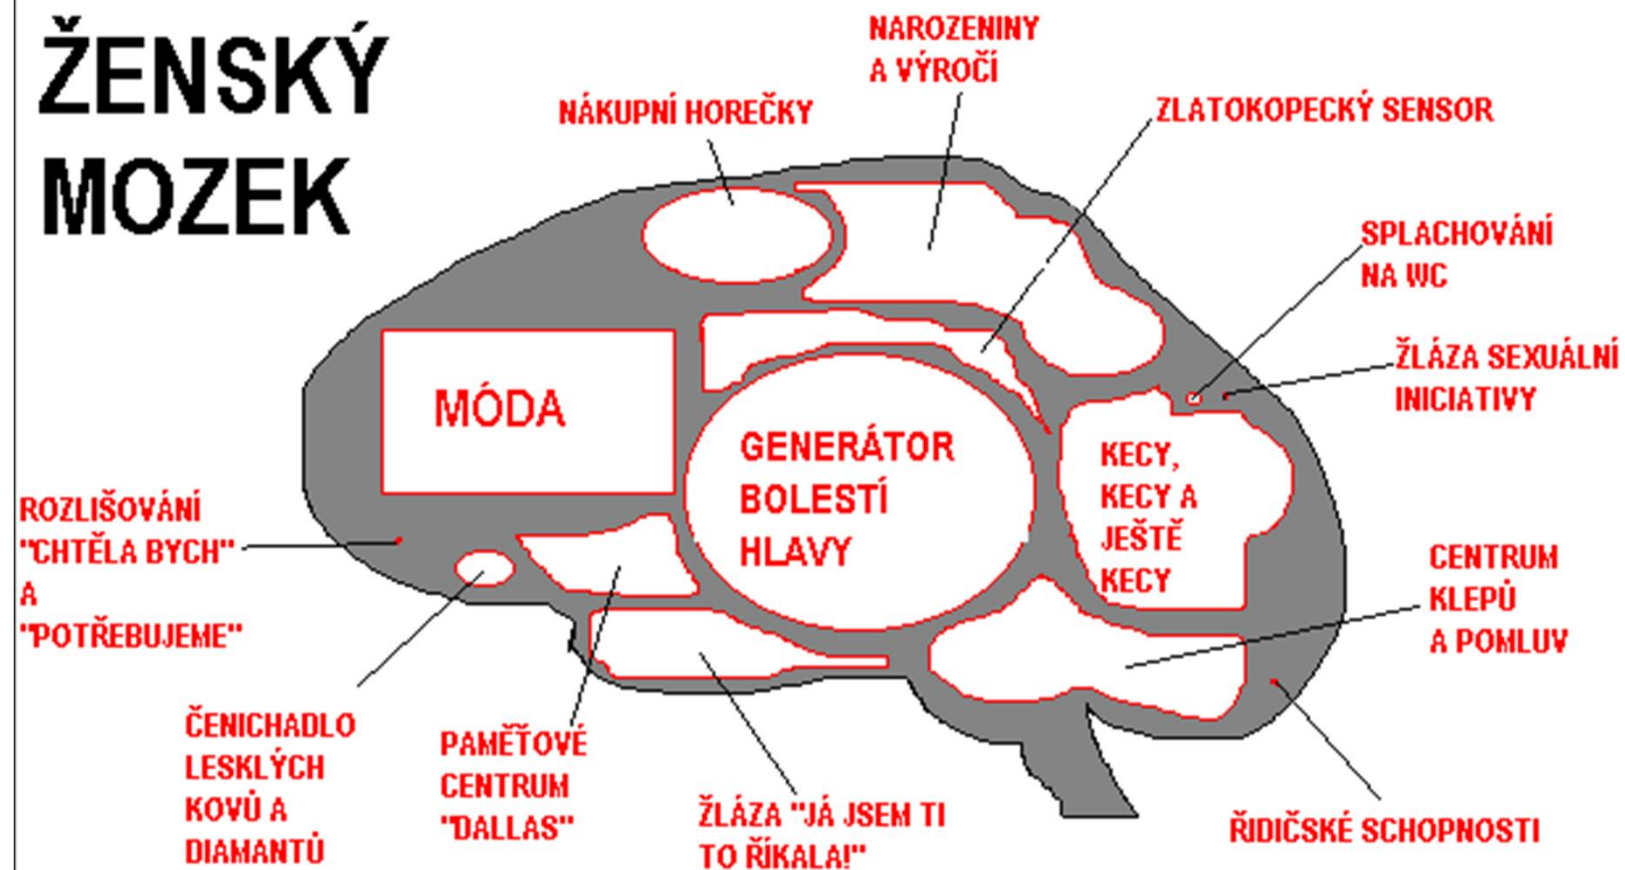 ŽENSKÝ
MOZEK
NÁKUPNÍ HOREČKY
NAROZENINY
A VÝROČÍ
ZLATOKOPECKÝ SENSOR
SPLACHOVÁNÍ
NA WC
ŽLÁZA SEXUÁLNÍ
INICIATIVY
MÓDA
GENERÁTOR
BOLESTÍ
HLAVY
KECY,
KECY A
JEŠTĚ
KECY
ROZLIŠOVÁNÍ
"CHTĚLA BYCH"
A
"POTŘEBUJEME"
CENTRUM
KLEPŮ
A POMLUV
ČENICHADLO
LESKLÝCH
KOVŮ A
DIAMANTŮ
PAMĚŤOVÉ
CENTRUM
"DALLAS"
ŽLÁZA "JÁ JSEM TI
TO ŘÍKALA!"
ŘIDIČSKÉ SCHOPNOSTI